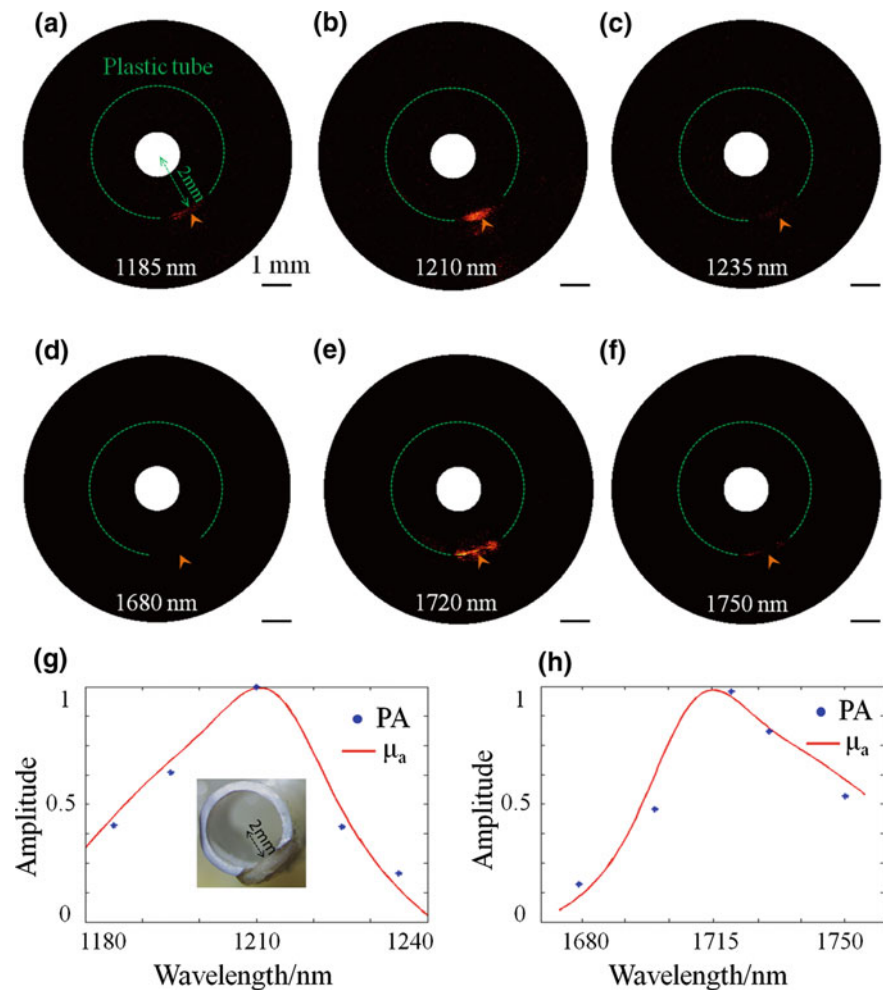 (a)
(b)
(c)
Plastic tube
2mm
1185 nm
1 mm
1210 nm
1235 nm
(d)
(e)
(f)
1680 nm
1720 nm
1750 nm
(g)
(h)
1
0.5
0
Amplitude
PA
μa
2mm
1180
1210
1240
Wavelength/nm
1
0.5
0
Amplitude
PA
μa
1680
1715
1750
Wavelength/nm